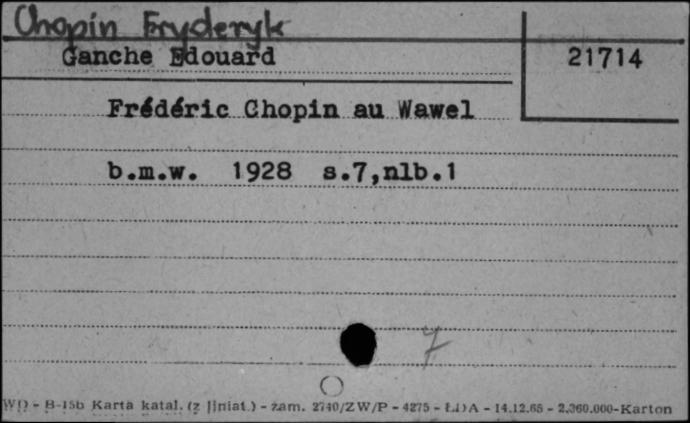 Chopin Fryderyk
Ganche Edouard
21714
Frédéric Chopin au Wawel
b.m.w. 1928 s.7,nlb.1
7
WD - B-15b Karta katal. (z liniat.) - zam. 2740/ZW/P - 4275 - ŁDA - 14.12.65 - 2.360.000-Karton